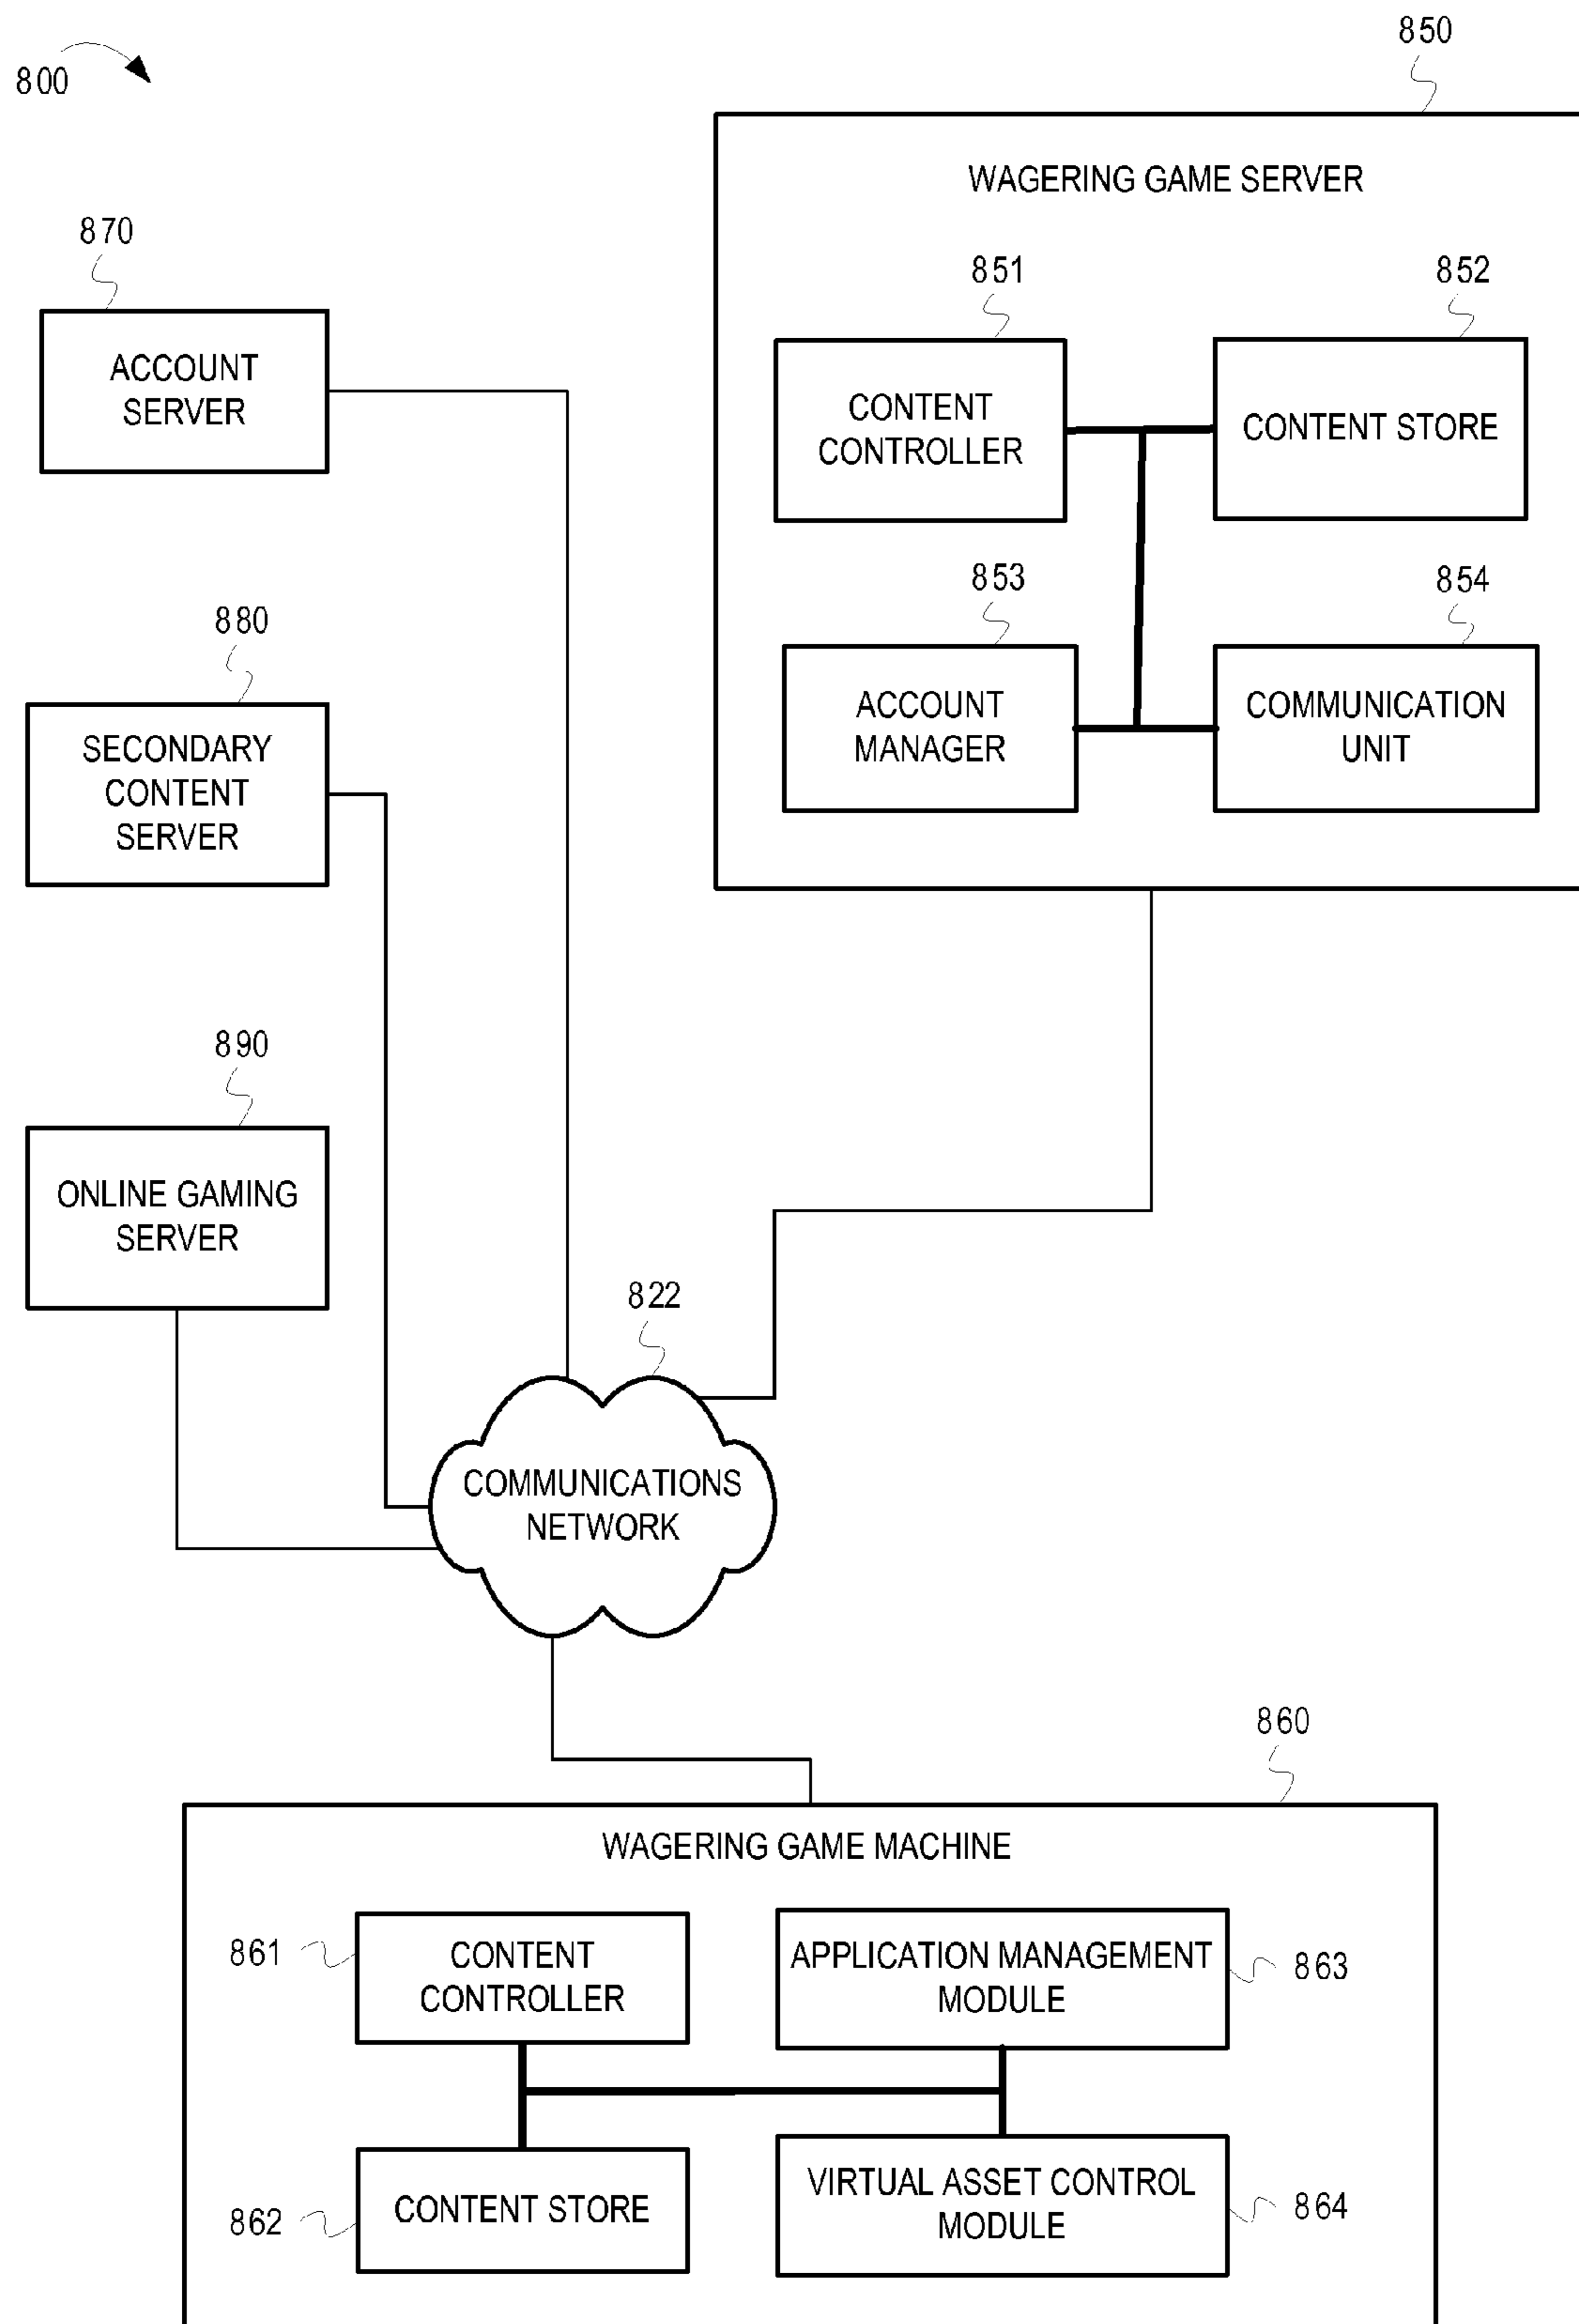 800
850
WAGERING GAME SERVER
870
851
852
ACCOUNT
SERVER
CONTENT
CONTROLLER
CONTENT STORE
853
854
880
ACCOUNT
MANAGER
COMMUNICATION
UNIT
SECONDARY
CONTENT
SERVER
890
ONLINE GAMING
SERVER
822
COMMUNICATIONS
NETWORK
860
WAGERING GAME MACHINE
861
CONTENT
CONTROLLER
APPLICATION MANAGEMENT
MODULE
863
862
CONTENT STORE
VIRTUAL ASSET CONTROL
MODULE
864